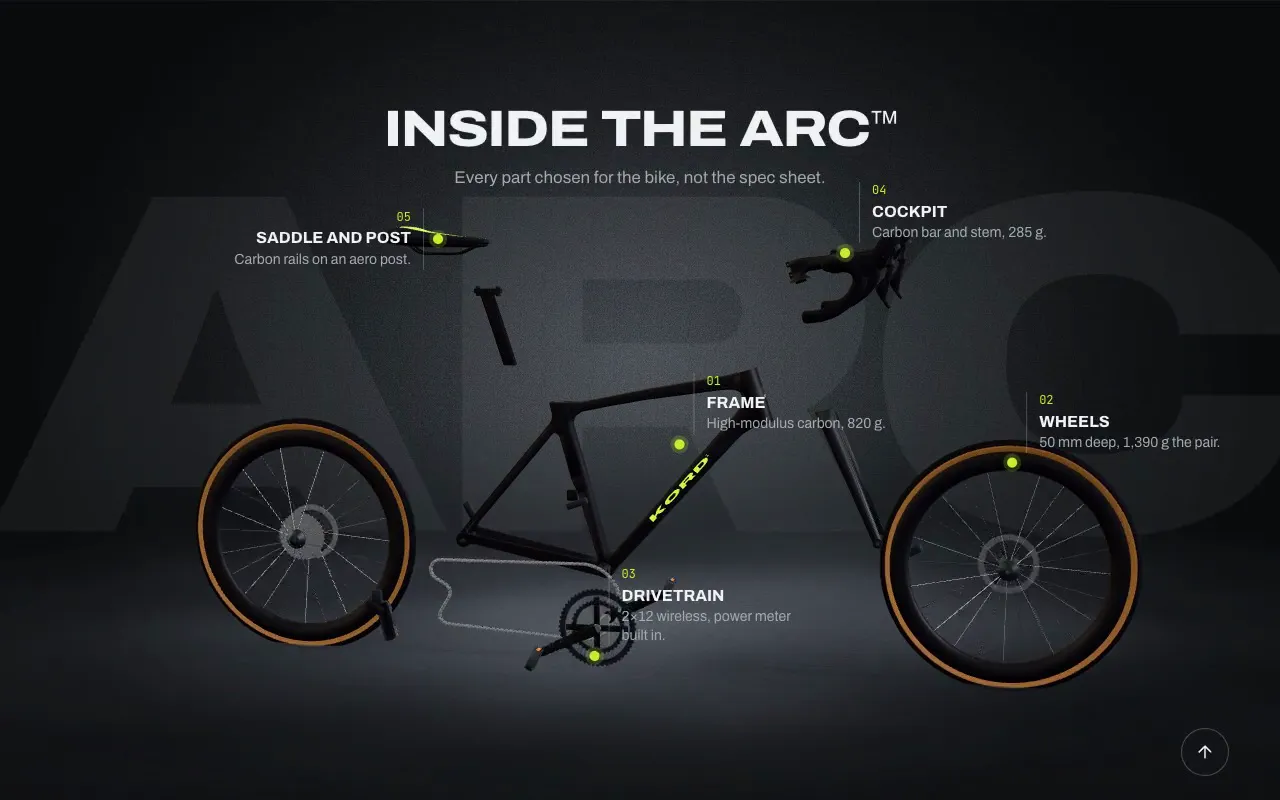 INSIDE THE ARC™
Every part chosen for the bike, not the spec sheet.
ARC
05
SADDLE AND POST
Carbon rails on an aero post.
04
COCKPIT
Carbon bar and stem, 285 g.
01
FRAME
High-modulus carbon, 820 g.
02
WHEELS
50 mm deep, 1,390 g the pair.
KORD
03
DRIVETRAIN
2×12 wireless, power meter
built in.